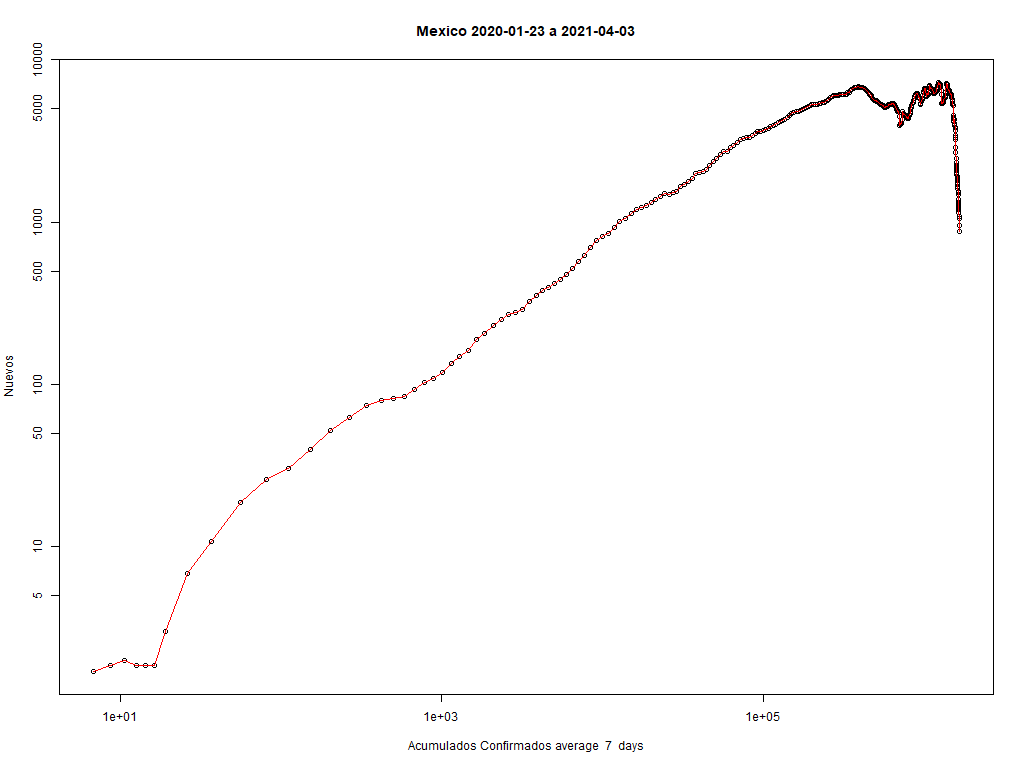 Mexico 2020-01-23 a 2021-04-03
10000
5000
1000
500
100
50
10
5
Nuevos
1e+01
1e+03
1e+05
Acumulados Confirmados average 7 days